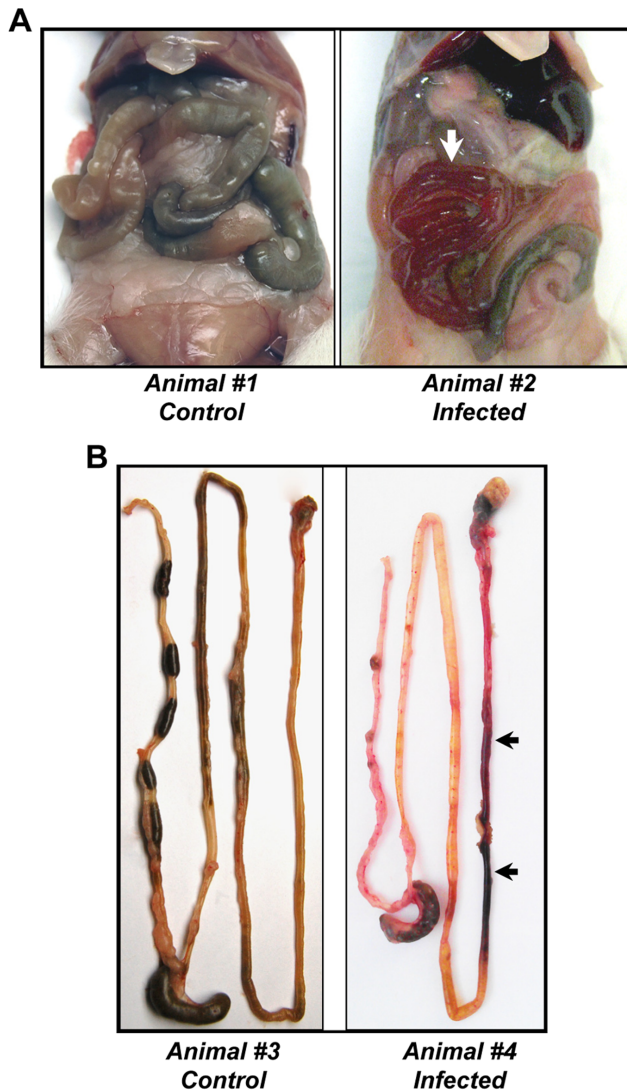 A
Animal #1
Control
Animal #2
Infected
B
Animal #3
Control
Animal #4
Infected